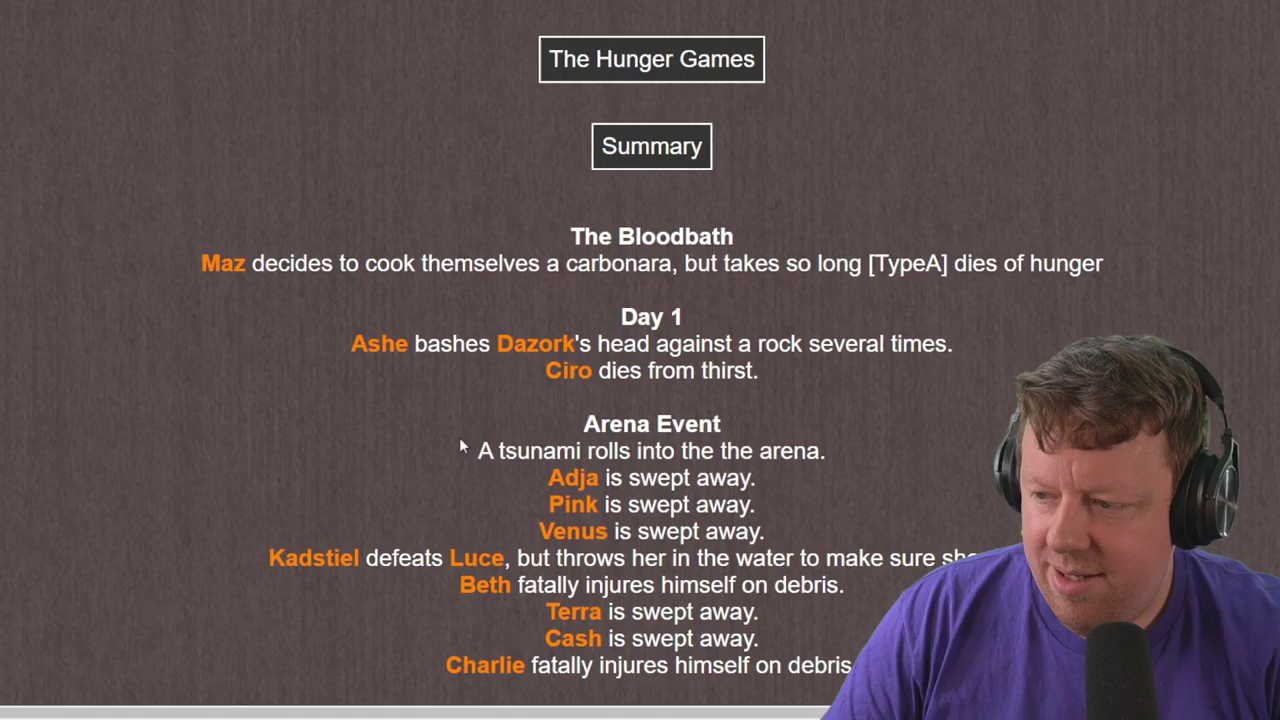 The Hunger Games
Summary
The Bloodbath
Maz decides to cook themselves a carbonara, but takes so long [TypeA] dies of hunger
Day 1
Ashe bashes Dazork's head against a rock several times.
Ciro dies from thirst.
Arena Event
A tsunami rolls into the the arena.
Adja is swept away.
Pink is swept away.
Venus is swept away.
Kadstiel defeats Luce, but throws her in the water to make sure
Beth fatally injures himself on debris.
Terra is swept away.
Cash is swept away.
Charlie fatally injures himself on debris